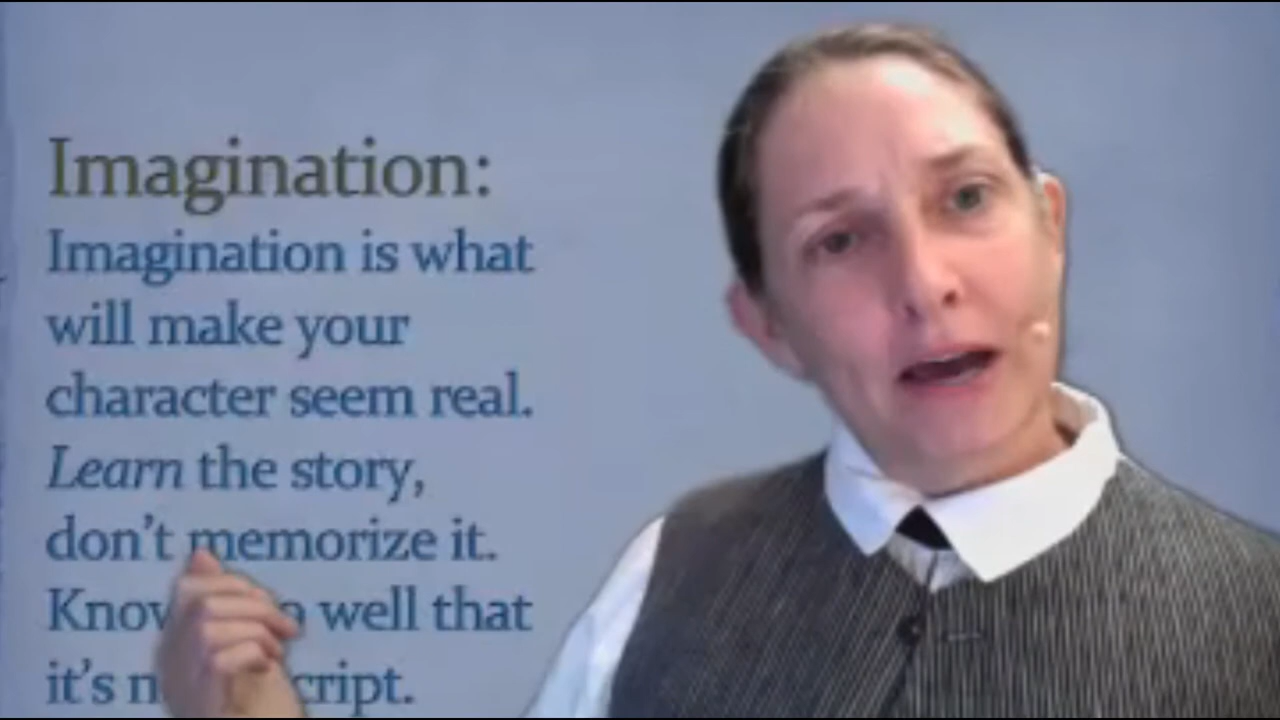 Imagination:
Imagination is what
will make your
character seem real.
Learn the story,
don't memorize it.
well that
it's